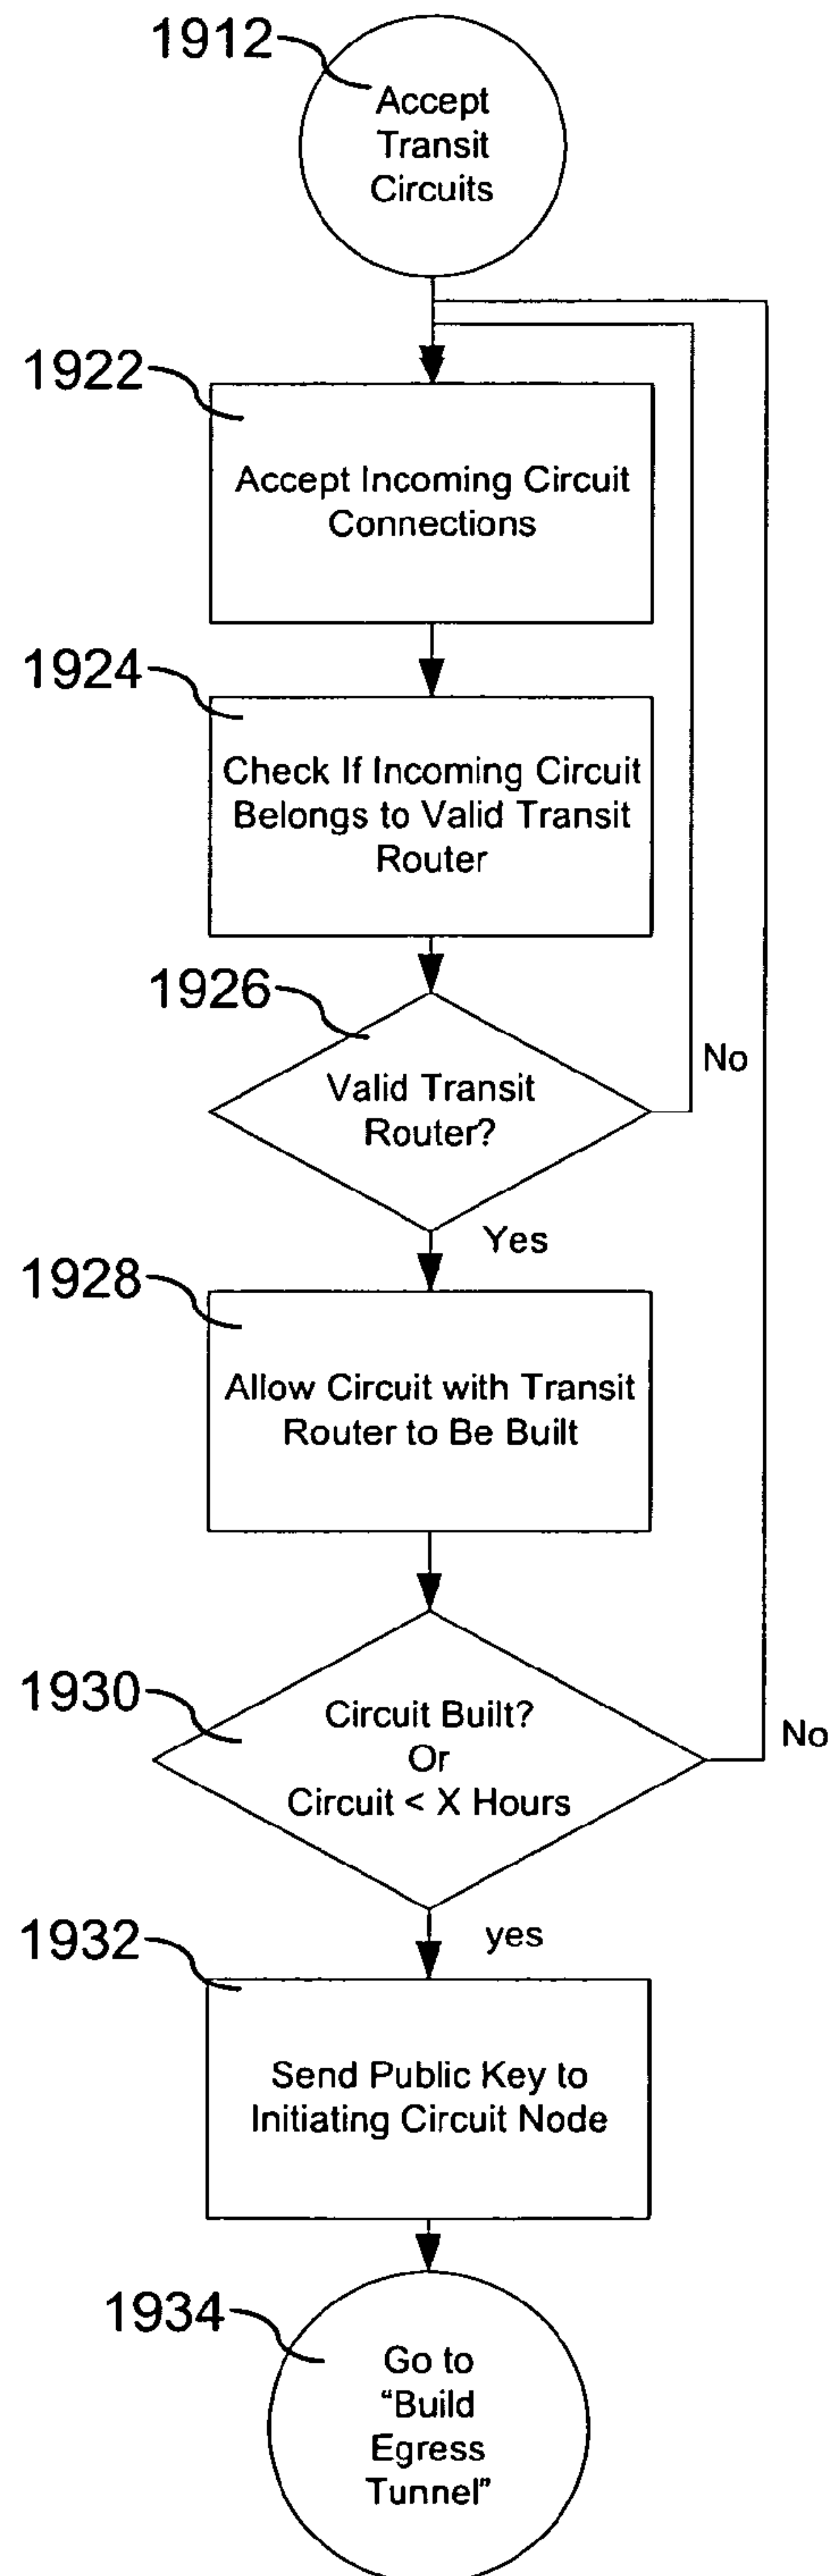 1912
Accept
Transit
Circuits
1922
Accept Incoming Circuit
Connections
1924
Check If Incoming Circuit
Belongs to Valid Transit
Router
1926
Valid Transit
Router?
No
Yes
1928
Allow Circuit with Transit
Router to Be Built
1930
Circuit Built?
Or
Circuit < X Hours
No
yes
1932
Send Public Key to
Initiating Circuit Node
1934
Go to
“Build
Egress
Tunnel”